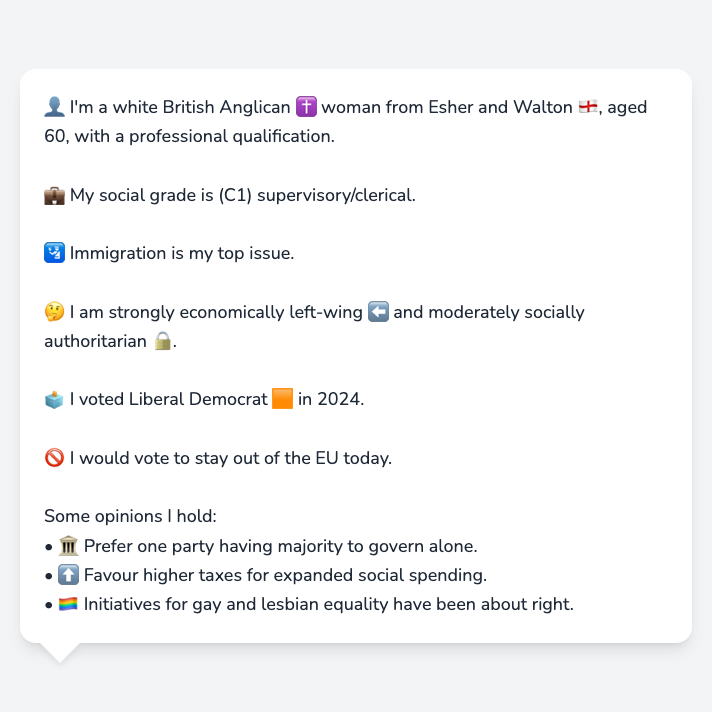 👤 I'm a white British Anglican ✝️ woman from Esher and Walton 🏴󠁧󠁢󠁥󠁮󠁧󠁿, aged
60, with a professional qualification.
💼 My social grade is (C1) supervisory/clerical.
🛂 Immigration is my top issue.
🤔 I am strongly economically left-wing ⬅️ and moderately socially
authoritarian 🔒.
🗳️ I voted Liberal Democrat 🟧 in 2024.
🚫 I would vote to stay out of the EU today.
Some opinions I hold:
• 🏛️ Prefer one party having majority to govern alone.
• ⬆️ Favour higher taxes for expanded social spending.
• 🏳️‍🌈 Initiatives for gay and lesbian equality have been about right.